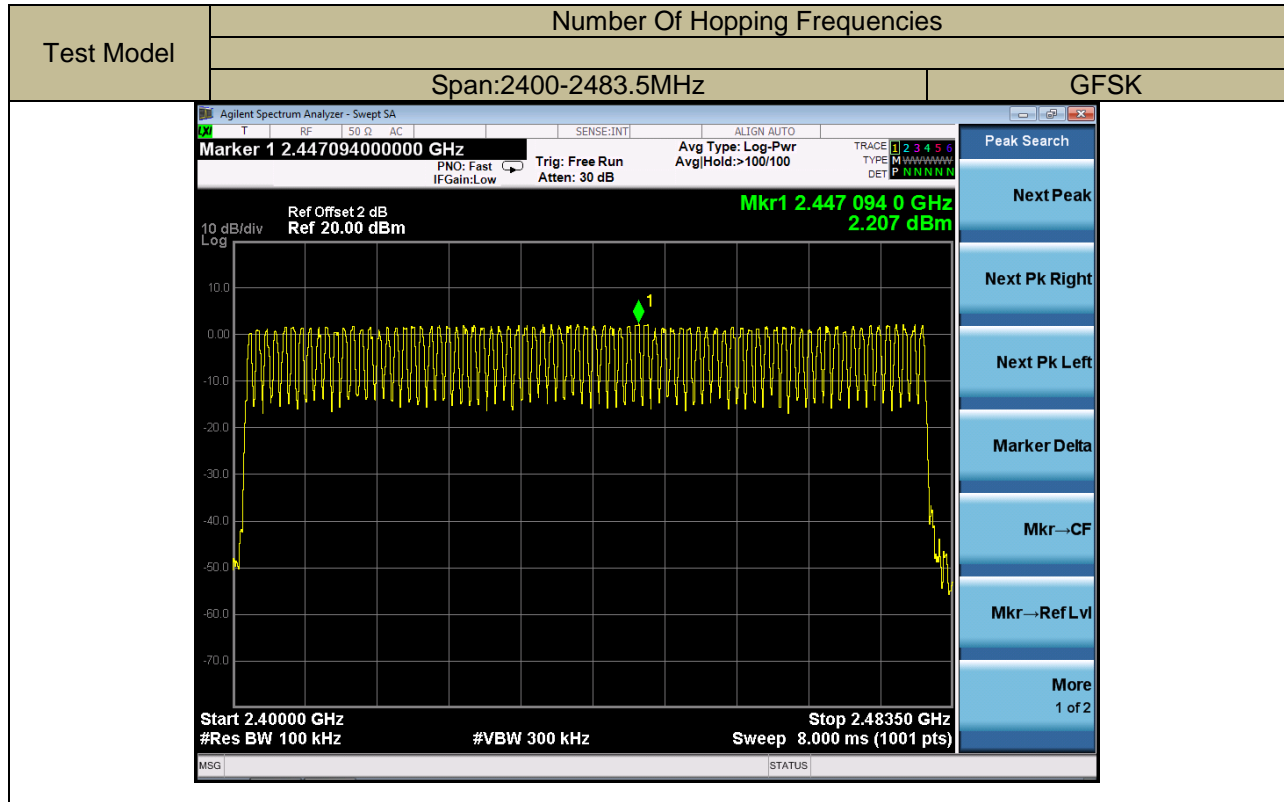 Test Model
Number Of Hopping Frequencies
Span:2400-2483.5MHz
GFSK
Agilent Spectrum Analyzer - Swept SA
LXI T RF 50 Ω AC SENSE:INT ALIGN AUTO
Marker 1 2.447094000000 GHz
PNO: Fast
IFGain:Low
Trig: Free Run
Atten: 30 dB
Avg Type: Log-Pwr
Avg|Hold:>100/100
TRACE 1 2 3 4 5 6
TYPE M WWWWW
DET P N N N N N
Mkr1 2.447 094 0 GHz
2.207 dBm
Ref Offset 2 dB
10 dB/div Ref 20.00 dBm
Log
10.0
0.00
-10.0
-20.0
-30.0
-40.0
-50.0
-60.0
-70.0
1
Start 2.40000 GHz
Stop 2.48350 GHz
#Res BW 100 kHz
#VBW 300 kHz
Sweep 8.000 ms (1001 pts)
MSG
STATUS
Peak Search
Next Peak
Next Pk Right
Next Pk Left
Marker Delta
Mkr→CF
Mkr→Ref Lvl
More
1 of 2